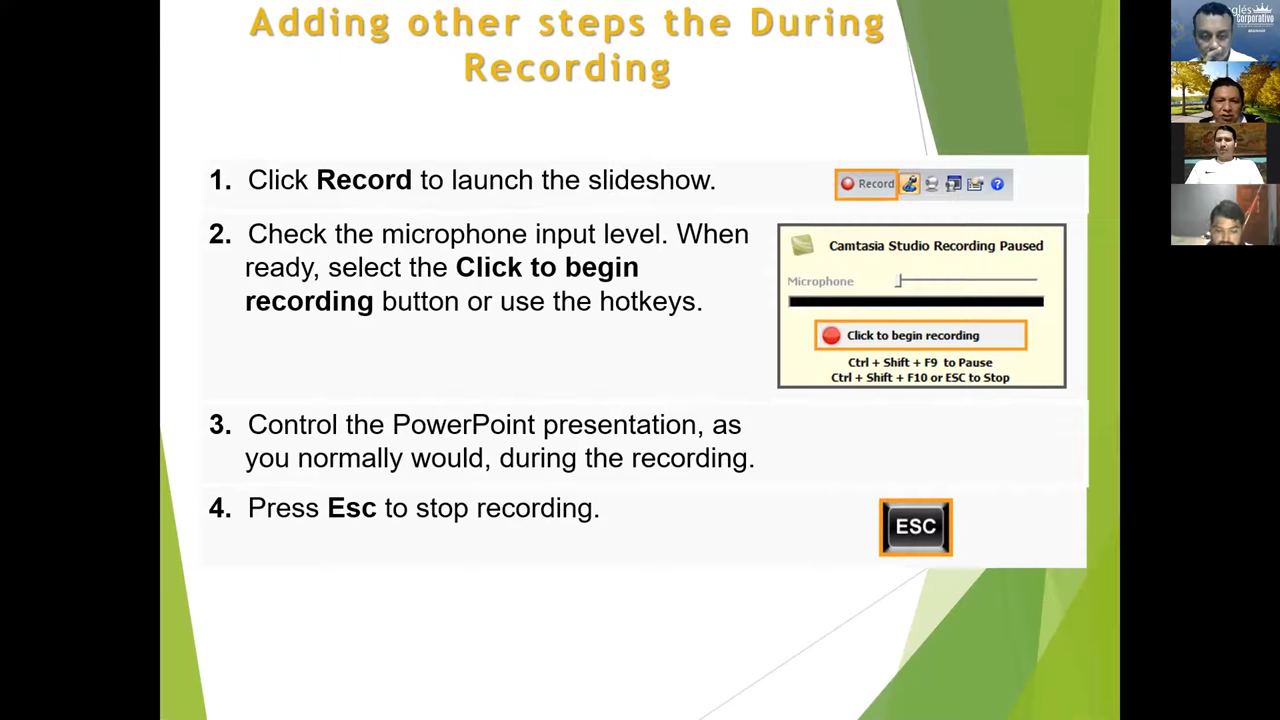 Adding other steps the During
Recording
1. Click Record to launch the slideshow.
Record
2. Check the microphone input level. When
ready, select the Click to begin
recording button or use the hotkeys.
Camtasia Studio Recording Paused
Microphone
Click to begin recording
Ctrl + Shift + F9 to Pause
Ctrl + Shift + F10 or ESC to Stop
3. Control the PowerPoint presentation, as
you normally would, during the recording.
4. Press Esc to stop recording.
ESC
glés
Corporativo